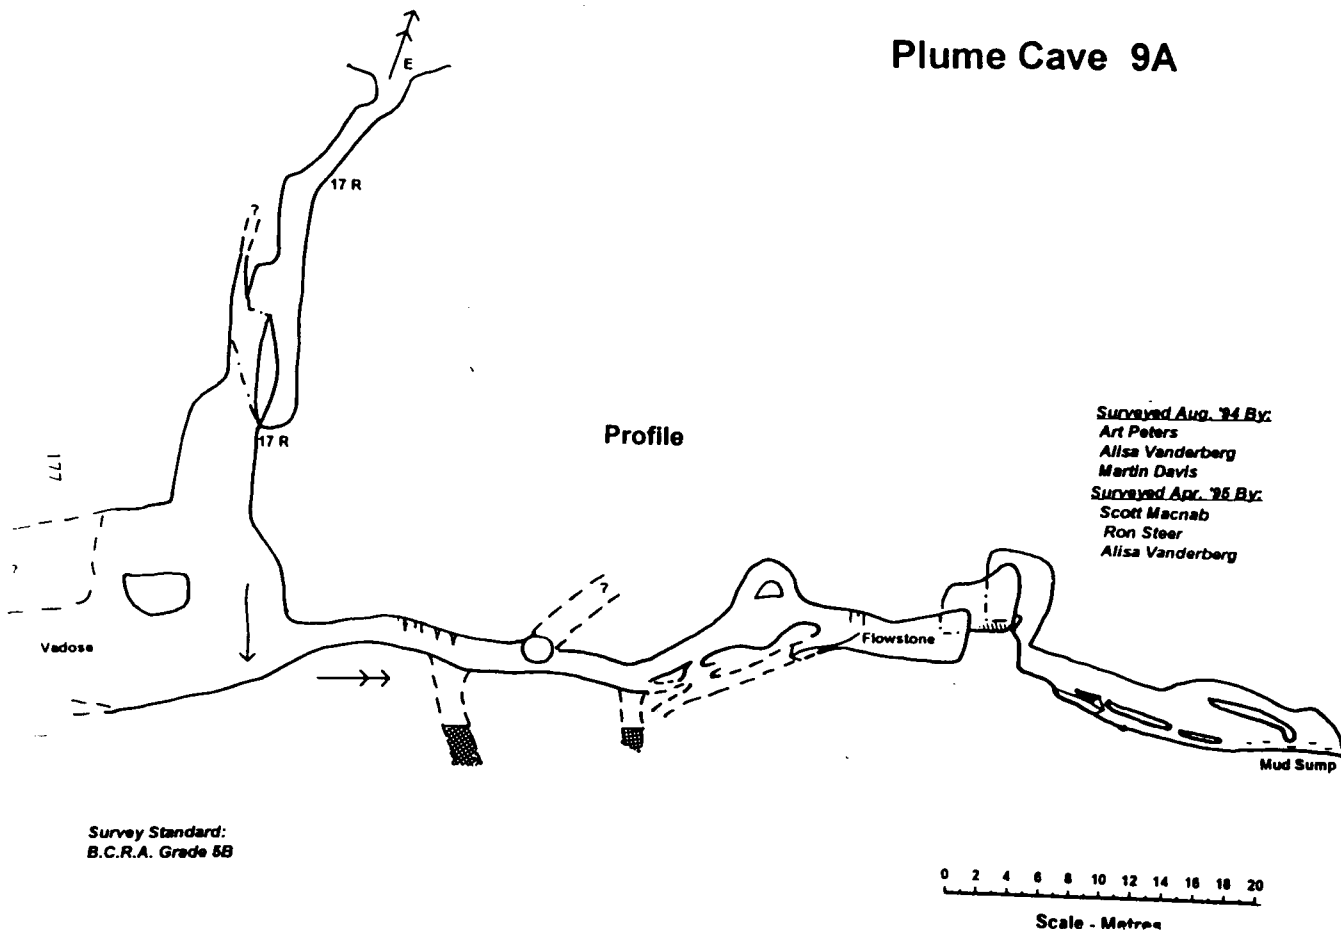 Plume Cave 9A
E
17 R
?
17 R
Profile
177
?
Vadose
?
Flowstone
Mud Sump
Surveyed Aug. '94 By:
Art Peters
Alisa Vanderberg
Martin Davis
Surveyed Apr. '95 By:
Scott Macnab
Ron Steer
Alisa Vanderberg
Survey Standard:
B.C.R.A. Grade 5B
0 2 4 6 8 10 12 14 16 18 20
Scale - Metres